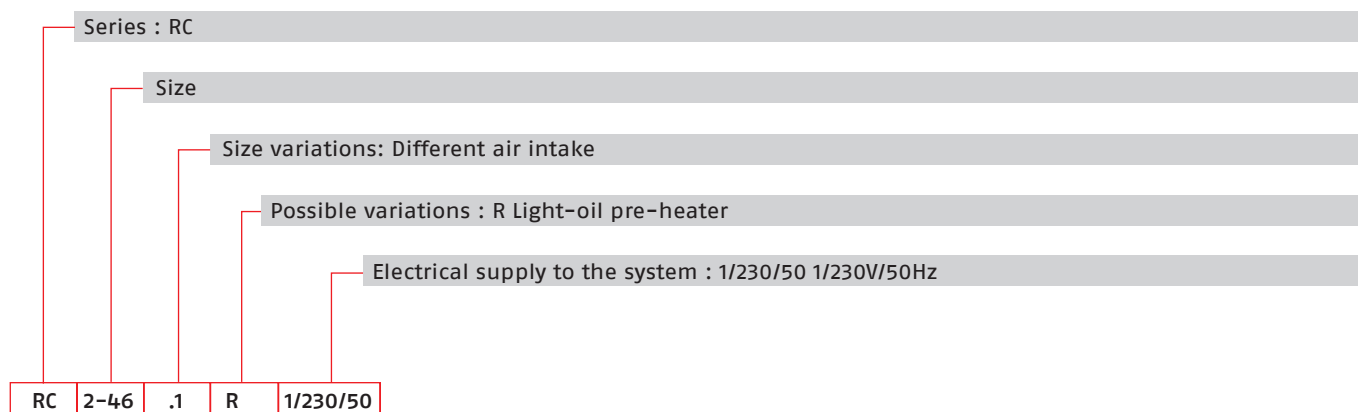 Series : RC
Size
Size variations: Different air intake
Possible variations : R Light-oil pre-heater
Electrical supply to the system : 1/230/50 1/230V/50Hz
RC 2-46 .1 R 1/230/50